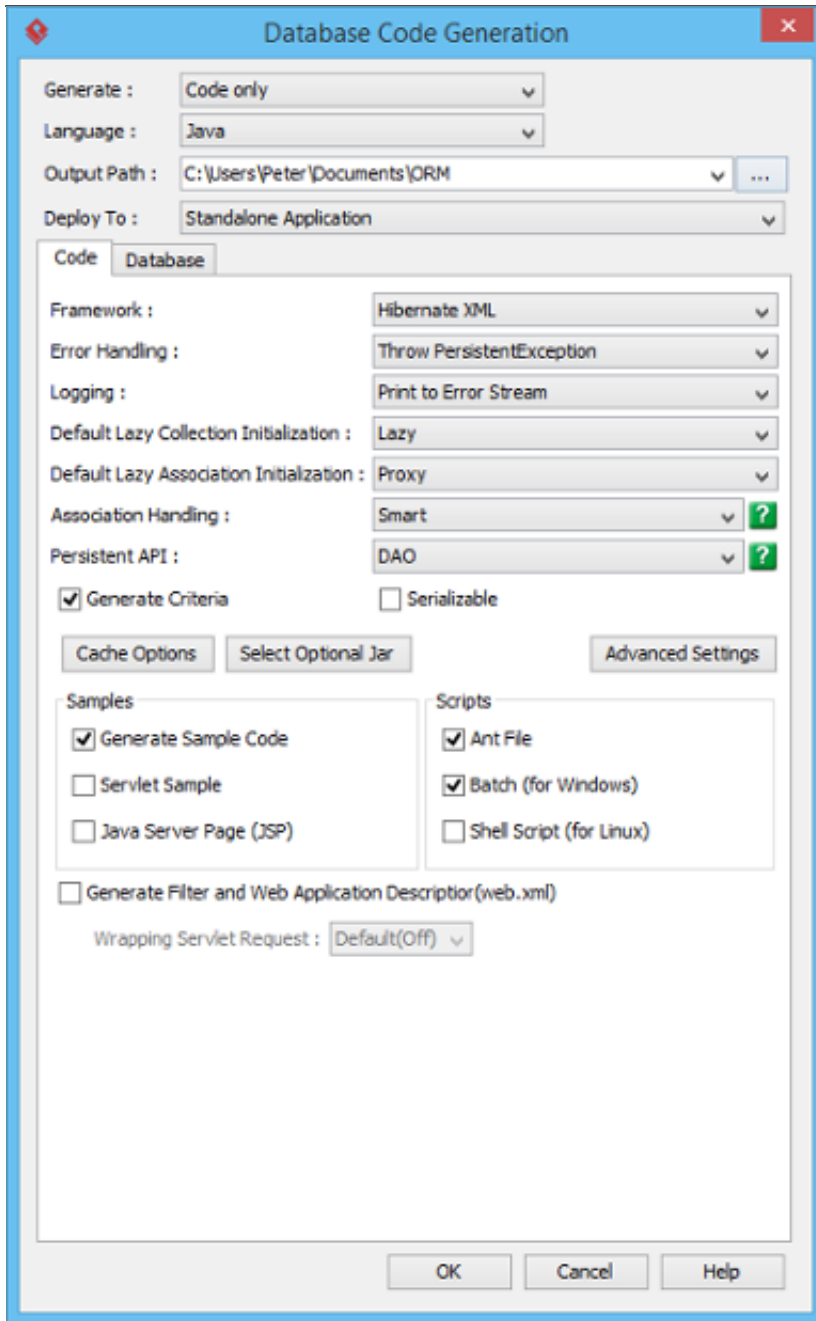 Database Code Generation
Generate : Code only
Language : Java
Output Path : C:\Users\Peter\Documents\ORM ...
Deploy To : Standalone Application
Code Database
Framework : Hibernate XML
Error Handling : Throw PersistentException
Logging : Print to Error Stream
Default Lazy Collection Initialization : Lazy
Default Lazy Association Initialization : Proxy
Association Handling : Smart ?
Persistent API : DAO ?
Generate Criteria Serializable
Cache Options Select Optional Jar Advanced Settings
Samples Scripts
Generate Sample Code Ant File
Servlet Sample Batch (for Windows)
Java Server Page (JSP) Shell Script (for Linux)
Generate Filter and Web Application Descriptior(web.xml)
Wrapping Servlet Request : Default(Off)
OK Cancel Help